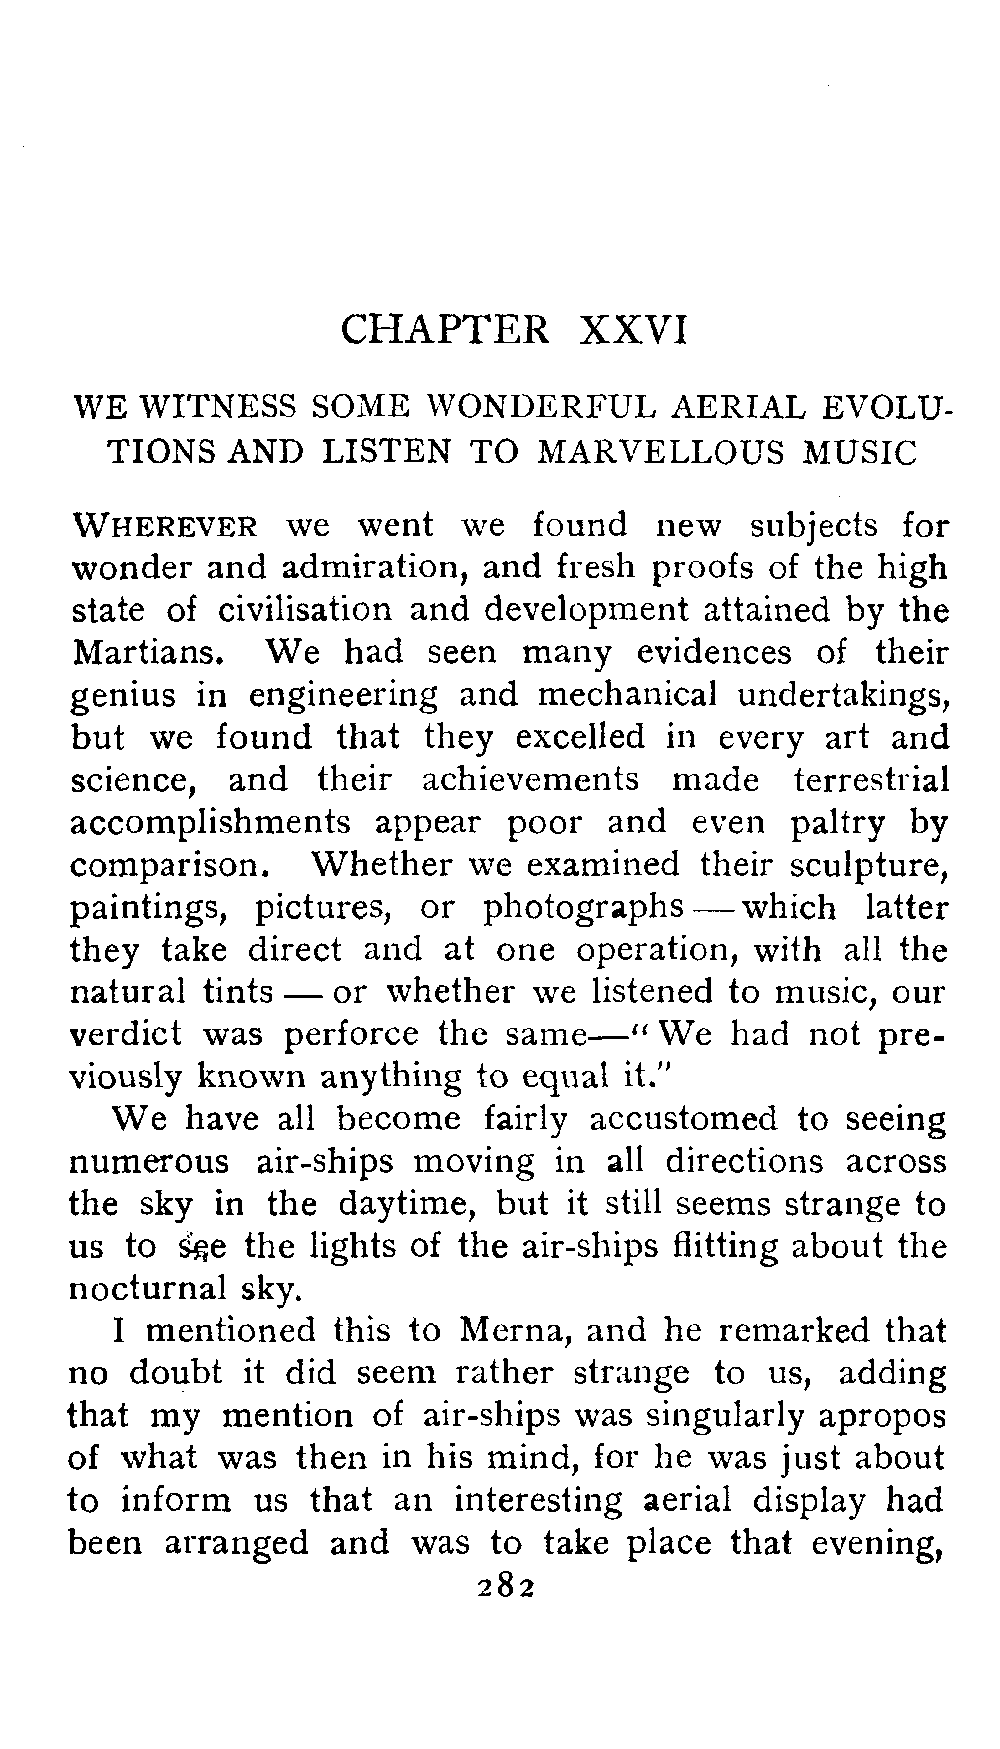 CHAPTER XXVI
WE WITNESS SOME WONDERFUL AERIAL EVOLU-
TIONS AND LISTEN TO MARVELLOUS MUSIC
WHEREVER we went we found new subjects for
wonder and admiration, and fresh proofs of the high
state of civilisation and development attained by the
Martians. We had seen many evidences of their
genius in engineering and mechanical undertakings,
but we found that they excelled in every art and
science, and their achievements made terrestrial
accomplishments appear poor and even paltry by
comparison. Whether we examined their sculpture,
paintings, pictures, or photographs — which latter
they take direct and at one operation, with all the
natural tints — or whether we listened to music, our
verdict was perforce the same—"We had not pre-
viously known anything to equal it."
We have all become fairly accustomed to seeing
numerous air-ships moving in all directions across
the sky in the daytime, but it still seems strange to
us to see the lights of the air-ships flitting about the
nocturnal sky.
I mentioned this to Merna, and he remarked that
no doubt it did seem rather strange to us, adding
that my mention of air-ships was singularly apropos
of what was then in his mind, for he was just about
to inform us that an interesting aerial display had
been arranged and was to take place that evening,
282